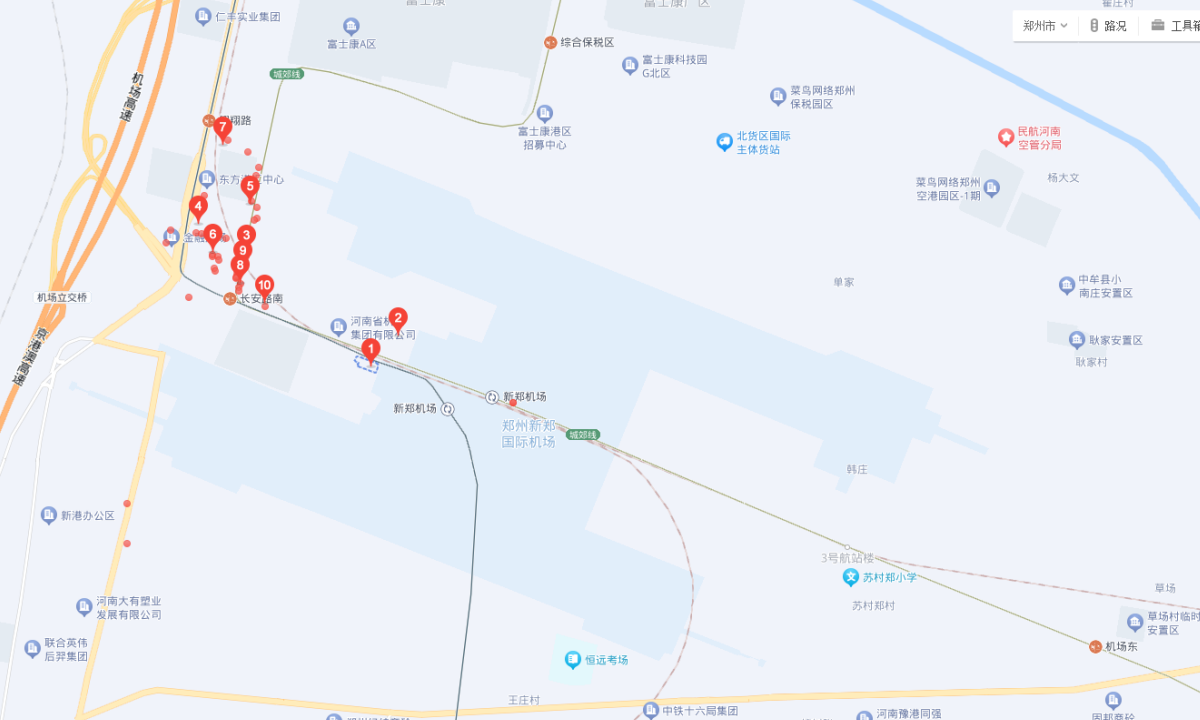 崔庄村
富士康
富士康厂区
仁丰实业集团
富士康A区
综合保税区
郑州市
路况
工具箱
城郊线
富士康科技园
G北区
机场高速
菜鸟网络郑州
保税园区
翔路
7
富士康港区
招募中心
北货区国际
主体货站
民航河南
空管分局
东方
中心
5
菜鸟网络郑州
空港园区-1期
杨大文
4
6
3
金融
9
8
10
单家
中牟县小
南庄安置区
机场立交桥
长安路南
河南省机
集团有限公司
2
1
京港澳高速
耿家安置区
耿家村
新郑机场
新郑机场
郑州新郑
国际机场
城郊线
韩庄
新港办公区
3号航站楼
苏村郑小学
苏村郑村
草场
河南大有塑业
发展有限公司
草场村临时
安置区
联合英伟
后羿集团
恒远考场
机场东
王庄村
中铁十六局集团
河南豫港同强
固邦商砼